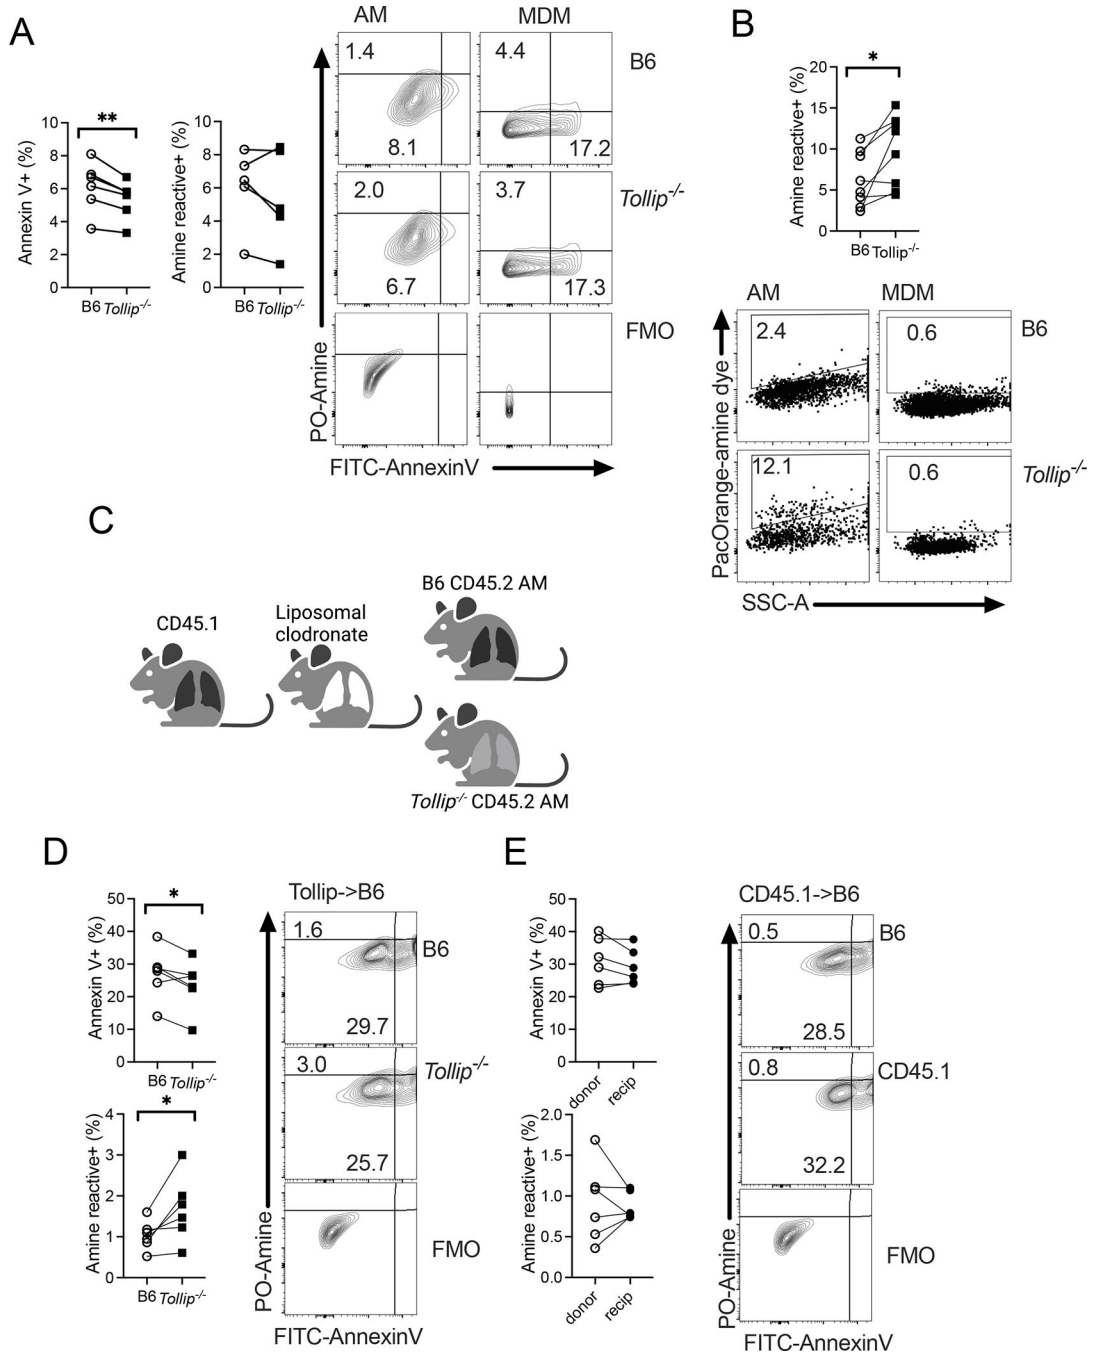 A
AM
MDM
1.4
4.4
B6
8.1
17.2
2.0
3.7
Tollip-/-
6.7
17.3
FMO
PO-Amine
FITC-AnnexinV
**
Annexin V+ (%)
10
8
6
4
2
0
B6 Tollip-/-
Amine reactive+ (%)
10
8
6
4
2
0
B6 Tollip-/-
B
*
Amine reactive+ (%)
20
15
10
5
0
B6 Tollip-/-
AM
MDM
2.4
0.6
B6
12.1
0.6
Tollip-/-
PacOrange-amine dye
SSC-A
C
CD45.1
Liposomal
clodronate
B6 CD45.2 AM
Tollip-/- CD45.2 AM
D
*
Annexin V+ (%)
50
40
30
20
10
0
B6 Tollip-/-
*
Amine reactive+ (%)
4
3
2
1
0
B6 Tollip-/-
Tollip->B6
1.6
B6
29.7
3.0
Tollip-/-
25.7
FMO
PO-Amine
FITC-AnnexinV
E
Annexin V+ (%)
50
40
30
20
10
0
donor
recip
Amine reactive+ (%)
2.0
1.5
1.0
0.5
0.0
donor
recip
CD45.1->B6
0.5
B6
28.5
0.8
CD45.1
32.2
FMO
PO-Amine
FITC-AnnexinV